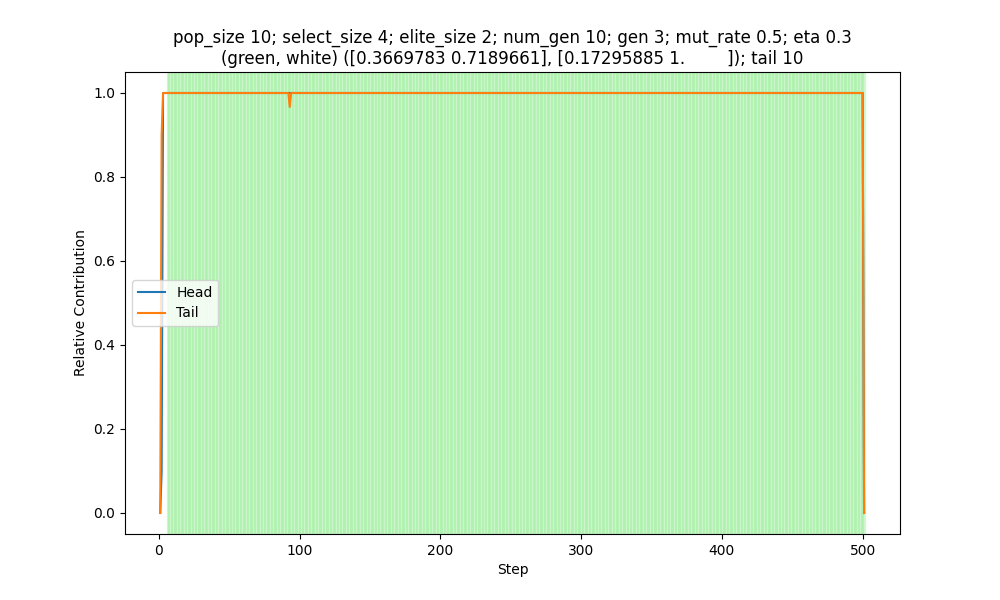 pop_size 10; select_size 4; elite_size 2; num_gen 10; gen 3; mut_rate 0.5; eta 0.3
(green, white) ([0.3669783 0.7189661], [0.17295885 1.        ]); tail 10
1.0
0.8
0.6
0.4
0.2
0.0
Relative Contribution
Head
Tail
0 100 200 300 400 500
Step